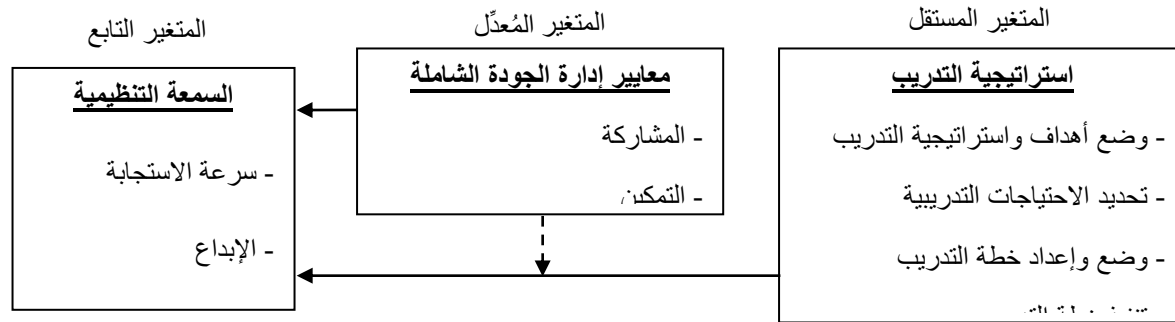 المتغير المستقل
استراتيجية التدريب
- وضع أهداف واستراتيجية التدريب
- تحديد الاحتياجات التدريبية
- وضع وإعداد خطة التدريب
المتغير المُعدِّل
معايير إدارة الجودة الشاملة
- المشاركة
- التمكين
المتغير التابع
السمعة التنظيمية
- سرعة الاستجابة
- الإبداع